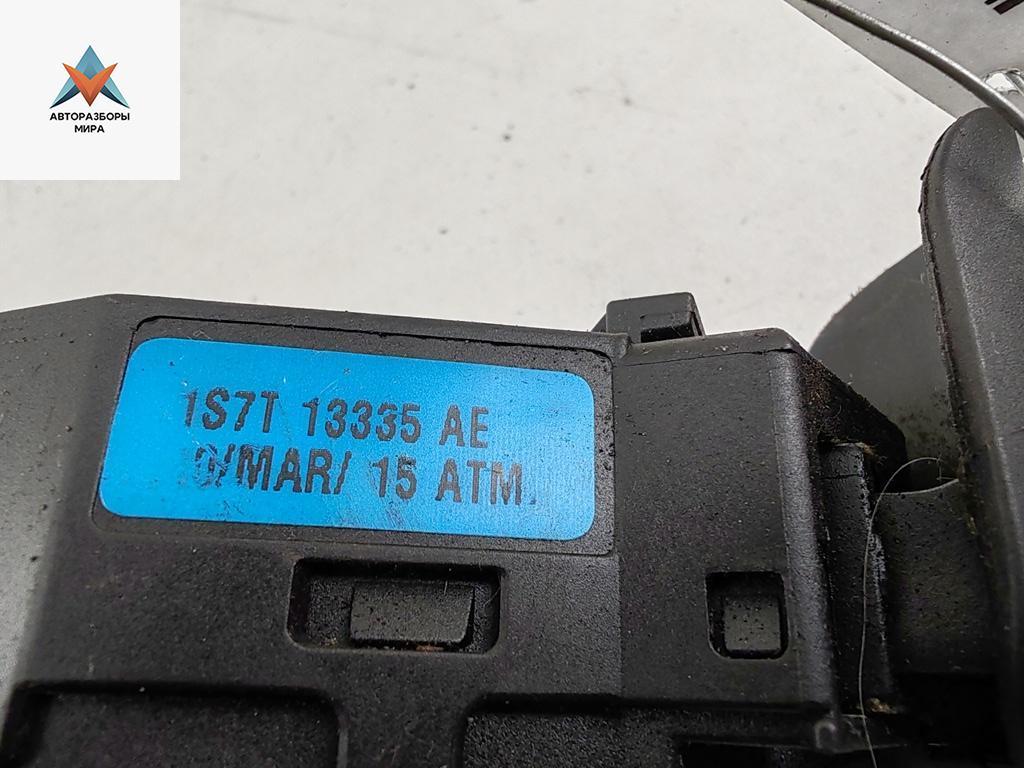 АВТОРАЗБОРЫ
МИРА
1S7T 13335 AE
/MAR/ 15 ATM.